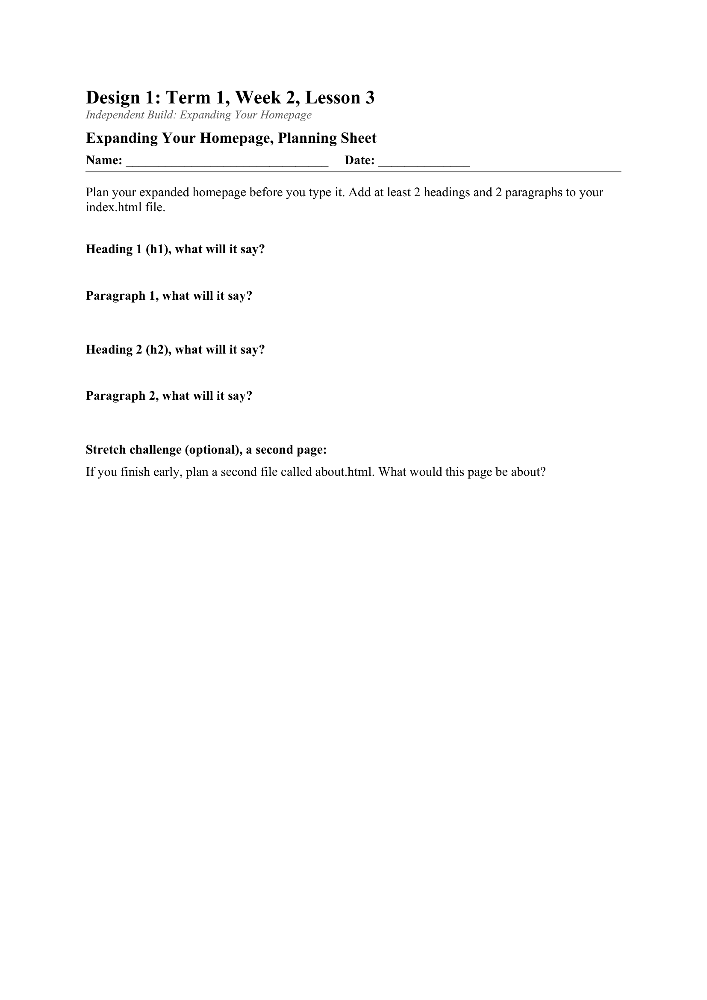 Design 1: Term 1, Week 2, Lesson 3
Independent Build: Expanding Your Homepage
Expanding Your Homepage, Planning Sheet
Name: _______________________________ Date: ______________
Plan your expanded homepage before you type it. Add at least 2 headings and 2 paragraphs to your
index.html file.
Heading 1 (h1), what will it say?
Paragraph 1, what will it say?
Heading 2 (h2), what will it say?
Paragraph 2, what will it say?
Stretch challenge (optional), a second page:
If you finish early, plan a second file called about.html. What would this page be about?